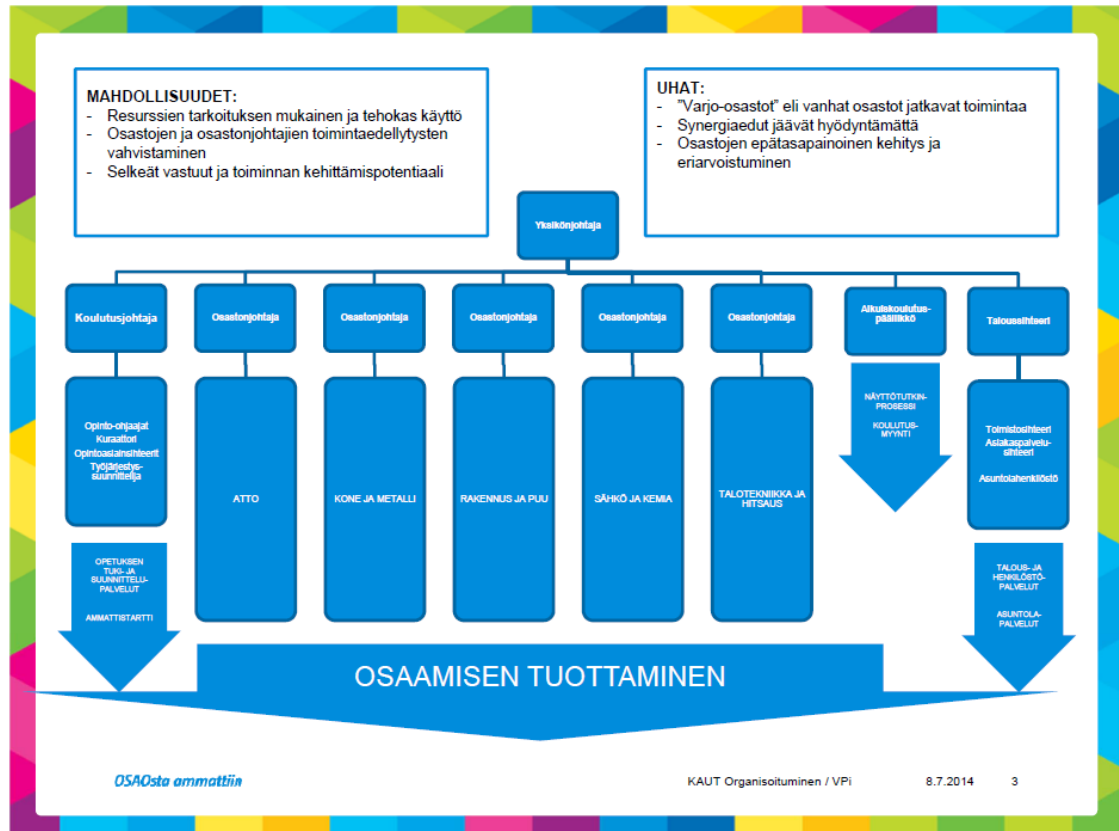 MAHDOLLISUUDET:
- Resurssien tarkoituksen mukainen ja tehokas käyttö
- Osastojen ja osastonjohtajien toimintaedellytysten
vahvistaminen
- Selkeät vastuut ja toiminnan kehittämispotentiaali
UHAT:
- ”Varjo-osastot” eli vanhat osastot jatkavat toimintaa
- Synergiaedut jäävät hyödyntämättä
- Osastojen epätasapainoinen kehitys ja
eriarvoistuminen
Yksikönjohtaja
Koulutusjohtaja
Osastonjohtaja
Osastonjohtaja
Osastonjohtaja
Osastonjohtaja
Osastonjohtaja
Aikuiskoulutus-
päällikkö
Taloussihteeri
Opinto-ohjaajat
Kuraattori
Opintoasiainsihteerit
Työjärjestys-
suunnittelija
ATTO
KONE JA METALLI
RAKENNUS JA PUU
SÄHKÖ JA KEMIA
TALOTEKNIIKKA JA
HITSAUS
NÄYTTÖTUTKIN-
PROSESSI
KOULUTUS-
MYYNTI
Toimistosihteeri
Asiakaspalvelu-
sihteeri
Asuntolahenkilöstö
OPETUKSEN
TUKI- JA
SUUNNITTELU-
PALVELUT
AMMATTISTARTTI
TALOUS- JA
HENKILÖSTÖ-
PALVELUT
ASUNTOLA-
PALVELUT
OSAAMISEN TUOTTAMINEN
OSAOsta ammattiin
KAUT Organisoituminen / VPi
8.7.2014
3